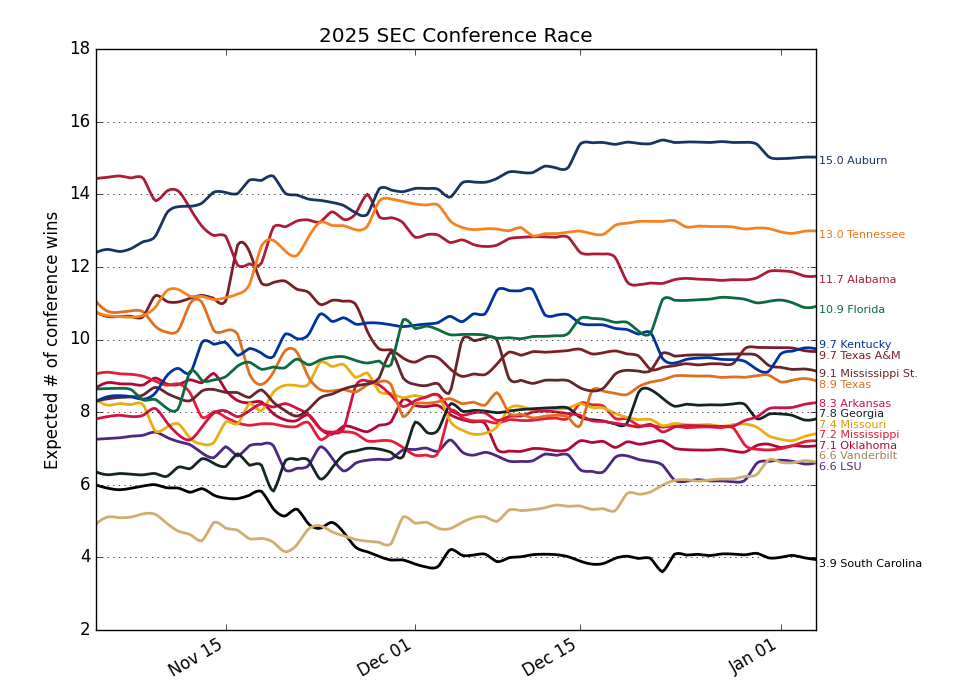 2025 SEC Conference Race
Expected # of conference wins
18
16
14
12
10
8
6
4
2
Nov 15
Dec 01
Dec 15
Jan 01
15.0 Auburn
13.0 Tennessee
11.7 Alabama
10.9 Florida
9.7 Kentucky
9.7 Texas A&M
9.1 Mississippi St.
8.9 Texas
8.3 Arkansas
7.8 Georgia
7.4 Missouri
7.2 Mississippi
7.1 Oklahoma
6.6 Vanderbilt
6.6 LSU
3.9 South Carolina